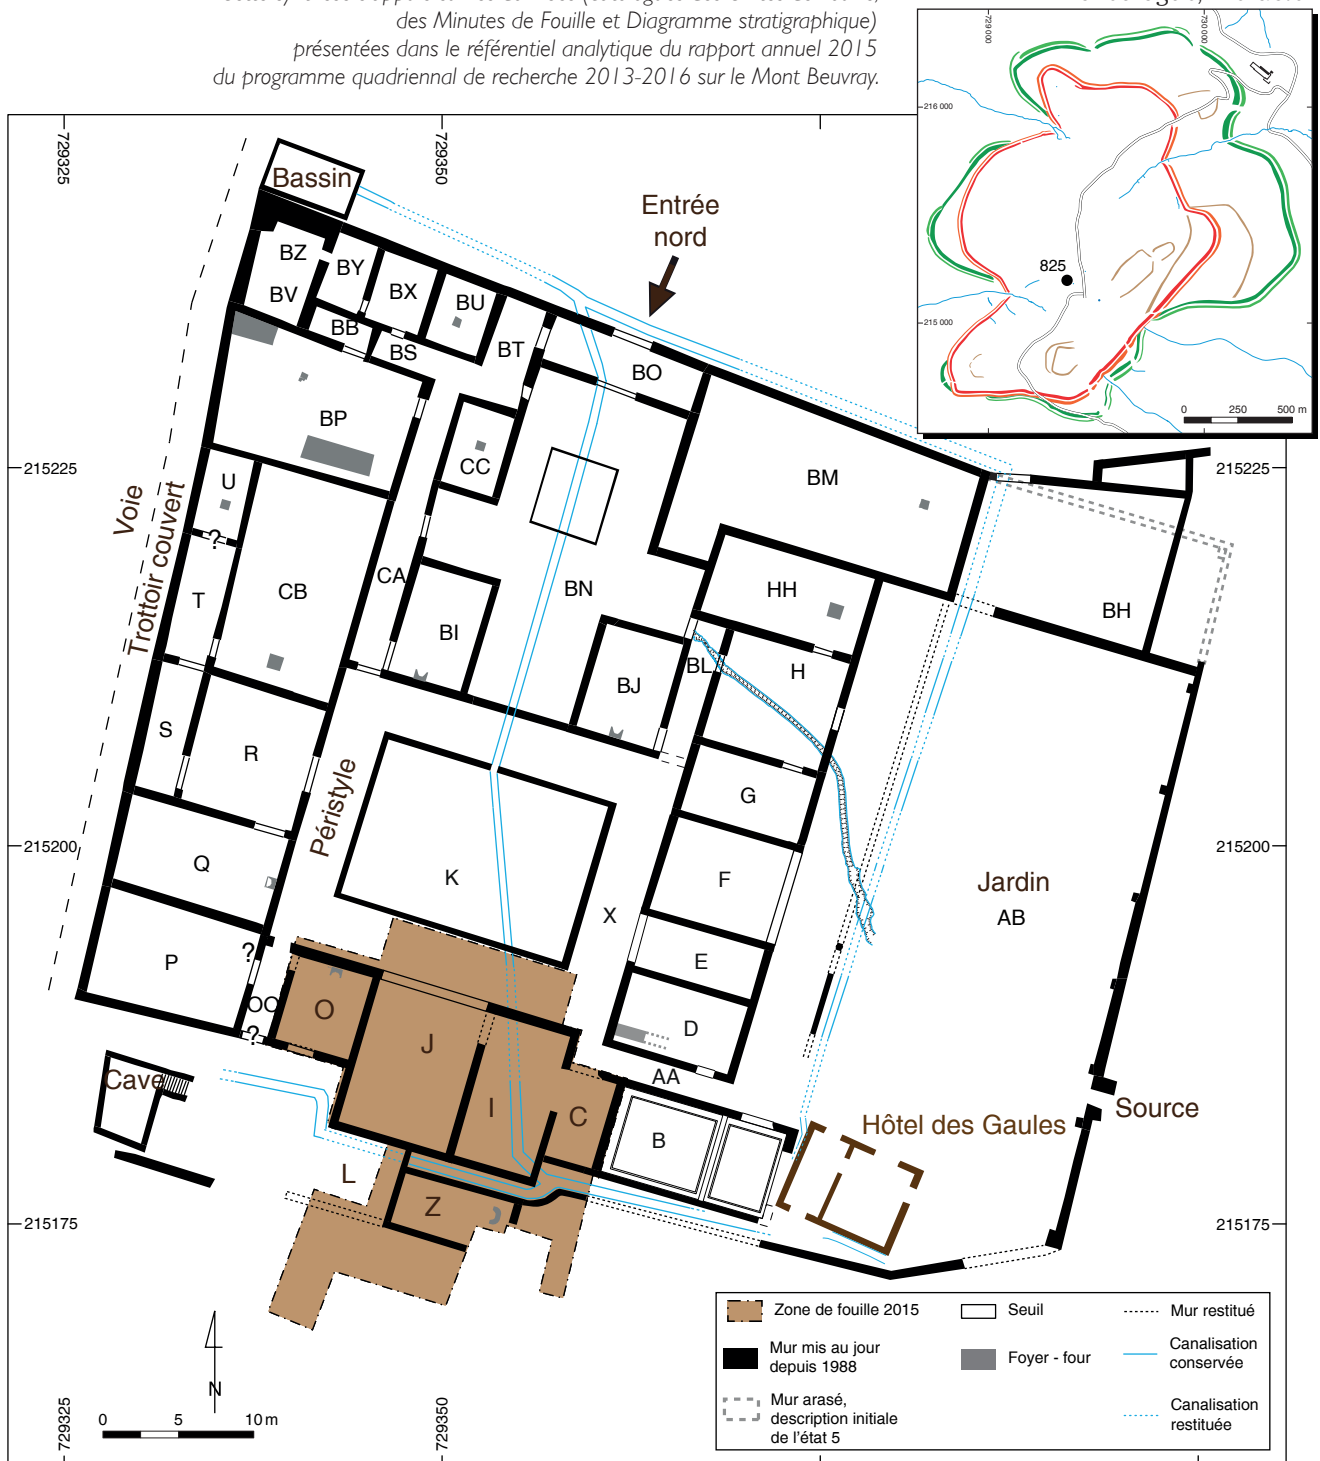 des Minutes de Fouille et Diagramme stratigraphique)
présentées dans le référentiel analytique du rapport annuel 2015
du programme quadriennal de recherche 2013-2016 sur le Mont Beuvray.
216 000
215 000
825
0 250 500 m
729325
729350
Bassin
Entrée
nord
BZ
BY
BV
BX
BU
BB
BS
BT
BO
BP
CC
BM
215225
215225
U
?
Voie
Trottoir couvert
T
CB
CA
BI
BN
HH
BH
BL
H
BJ
S
R
Péristyle
G
215200
215200
Q
K
F
Jardin
AB
X
P
?
E
OO
?
O
J
D
I
C
AA
Cave
B
Hôtel des Gaules
Source
L
Z
215175
215175
N
0 5 10 m
729325
729350
Zone de fouille 2015
Seuil
Mur restitué
Mur mis au jour
depuis 1988
Foyer - four
Canalisation
conservée
Mur arasé,
description initiale
de l'état 5
Canalisation
restituée